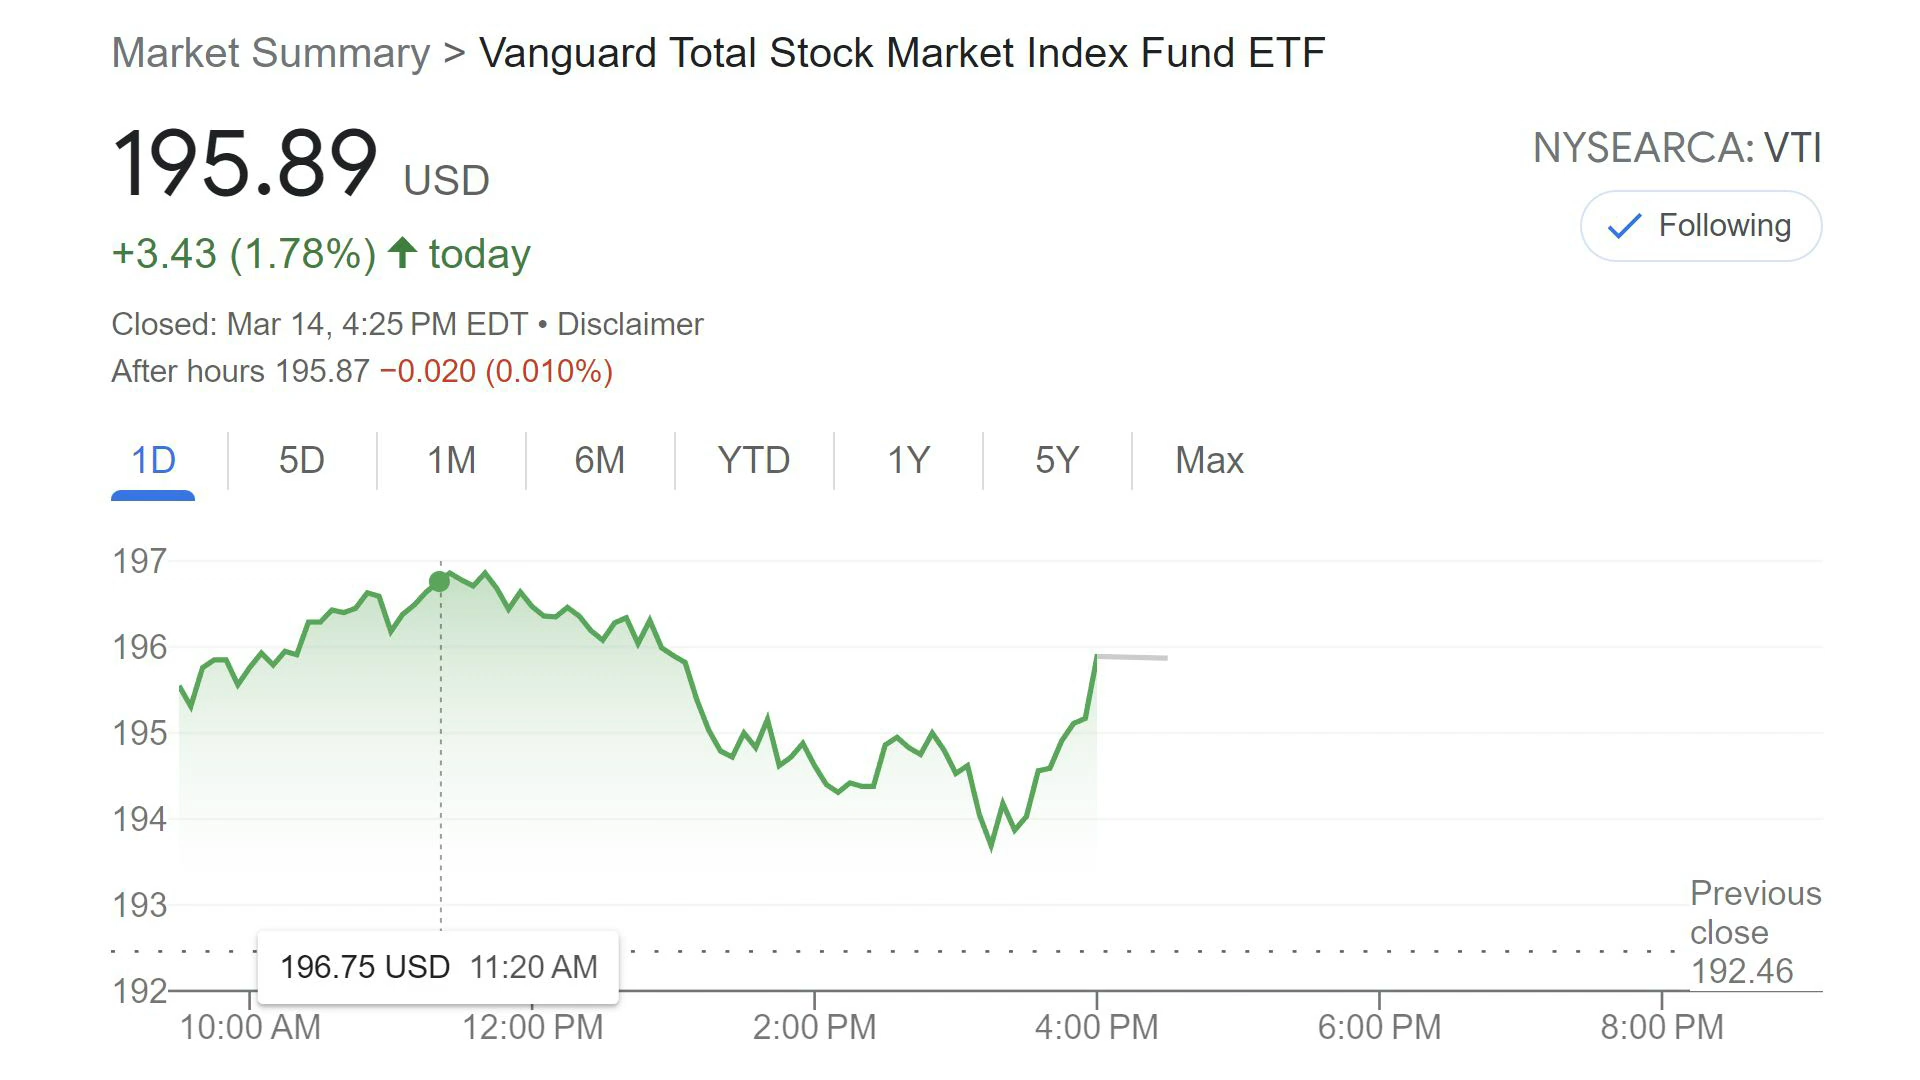 Market Summary > Vanguard Total Stock Market Index Fund ETF
195.89 USD
NYSEARCA: VTI
Following
+3.43 (1.78%) ↑ today
Closed: Mar 14, 4:25 PM EDT • Disclaimer
After hours 195.87 −0.020 (0.010%)
1D 5D 1M 6M YTD 1Y 5Y Max
197
196
195
194
193
192
Previous
close
192.46
196.75 USD 11:20 AM
10:00 AM 12:00 PM 2:00 PM 4:00 PM 6:00 PM 8:00 PM